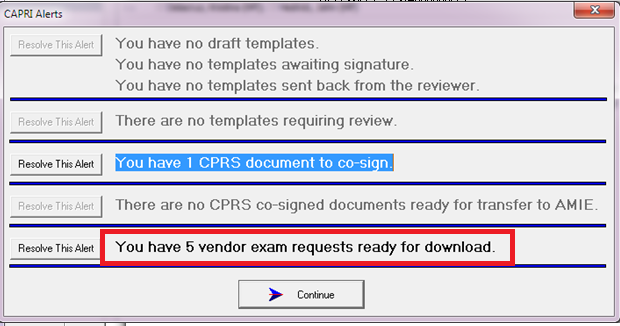 CAPRI Alerts
Resolve This Alert
You have no draft templates.
You have no templates awaiting signature.
You have no templates sent back from the reviewer.
Resolve This Alert
There are no templates requiring review.
Resolve This Alert
You have 1 CPRS document to co-sign.
Resolve This Alert
There are no CPRS co-signed documents ready for transfer to AMIE.
Resolve This Alert
You have 5 vendor exam requests ready for download.
Continue